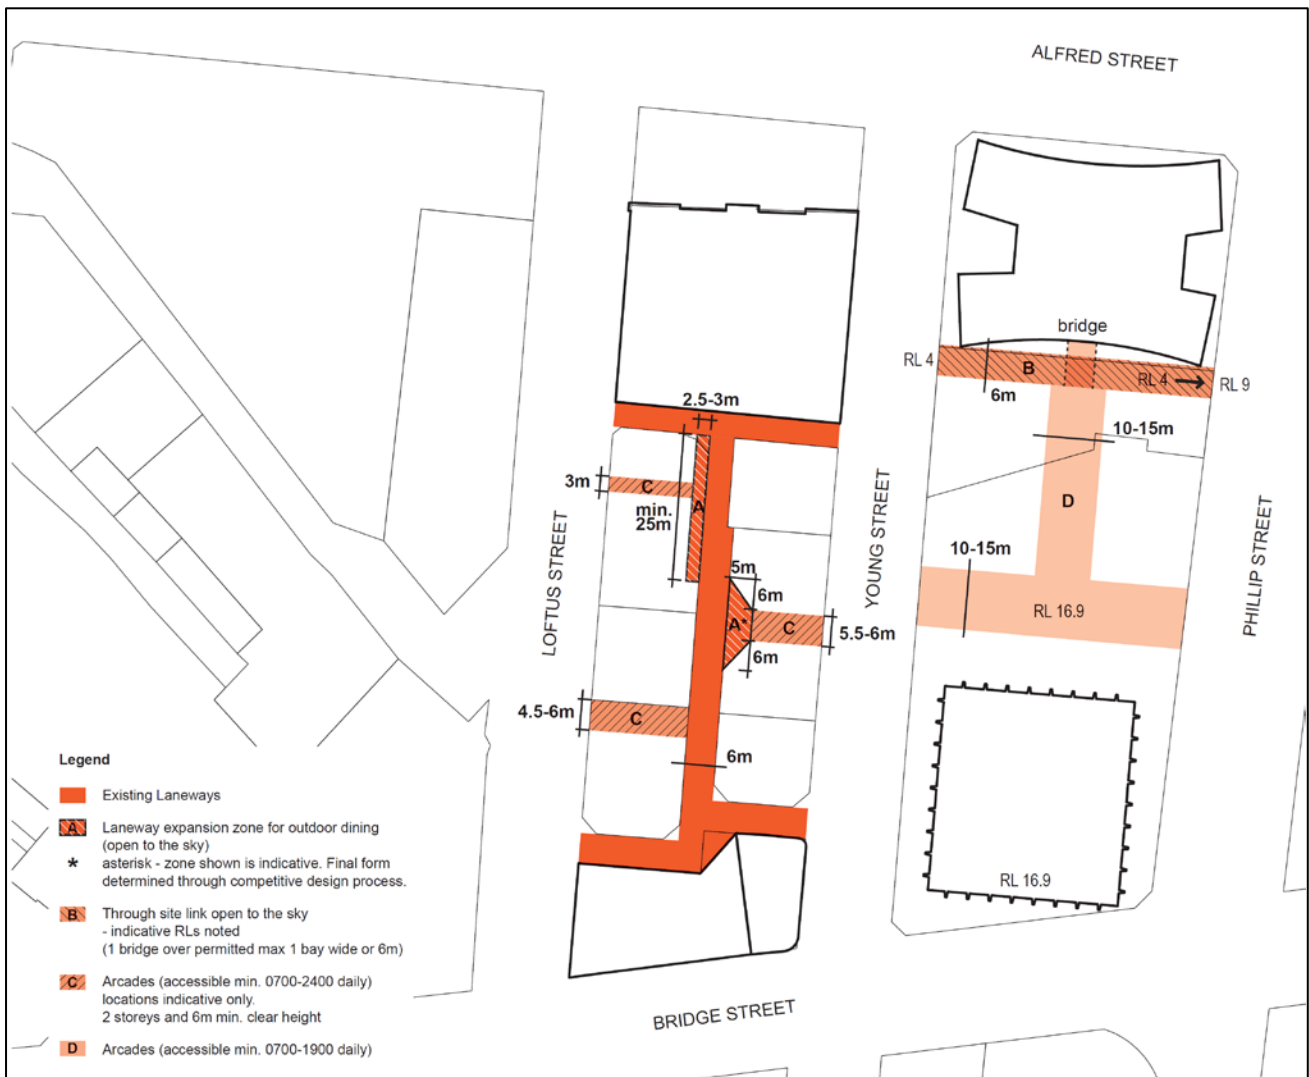 ALFRED STREET
bridge
RL 4
B
RL 4
RL 9
6m
2.5-3m
10-15m
3m
C
A
min.
25m
D
LOFTUS STREET
YOUNG STREET
PHILLIP STREET
10-15m
5m
6m
A*
C
5.5-6m
6m
RL 16.9
4.5-6m
C
6m
RL 16.9
BRIDGE STREET
Legend
Existing Laneways
A
Laneway expansion zone for outdoor dining
(open to the sky)
*
asterisk - zone shown is indicative. Final form
determined through competitive design process.
B
Through site link open to the sky
- indicative RLs noted
(1 bridge over permitted max 1 bay wide or 6m)
C
Arcades (accessible min. 0700-2400 daily)
locations indicative only.
2 storeys and 6m min. clear height
D
Arcades (accessible min. 0700-1900 daily)